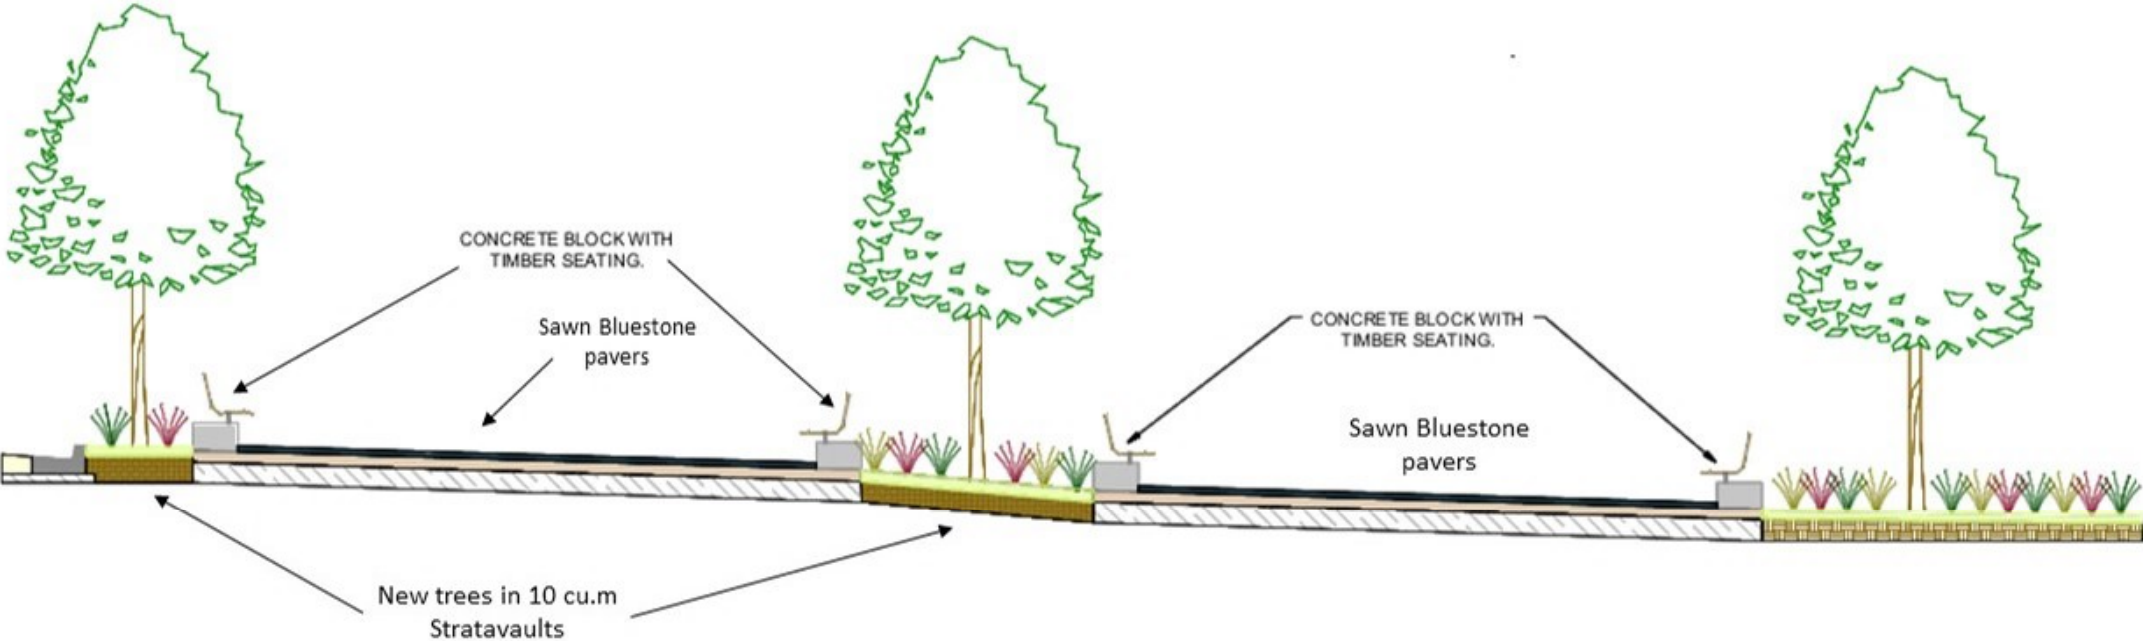 CONCRETE BLOCK WITH
TIMBER SEATING.
Sawn Bluestone
pavers
CONCRETE BLOCK WITH
TIMBER SEATING.
Sawn Bluestone
pavers
New trees in 10 cu.m
Stratavaults